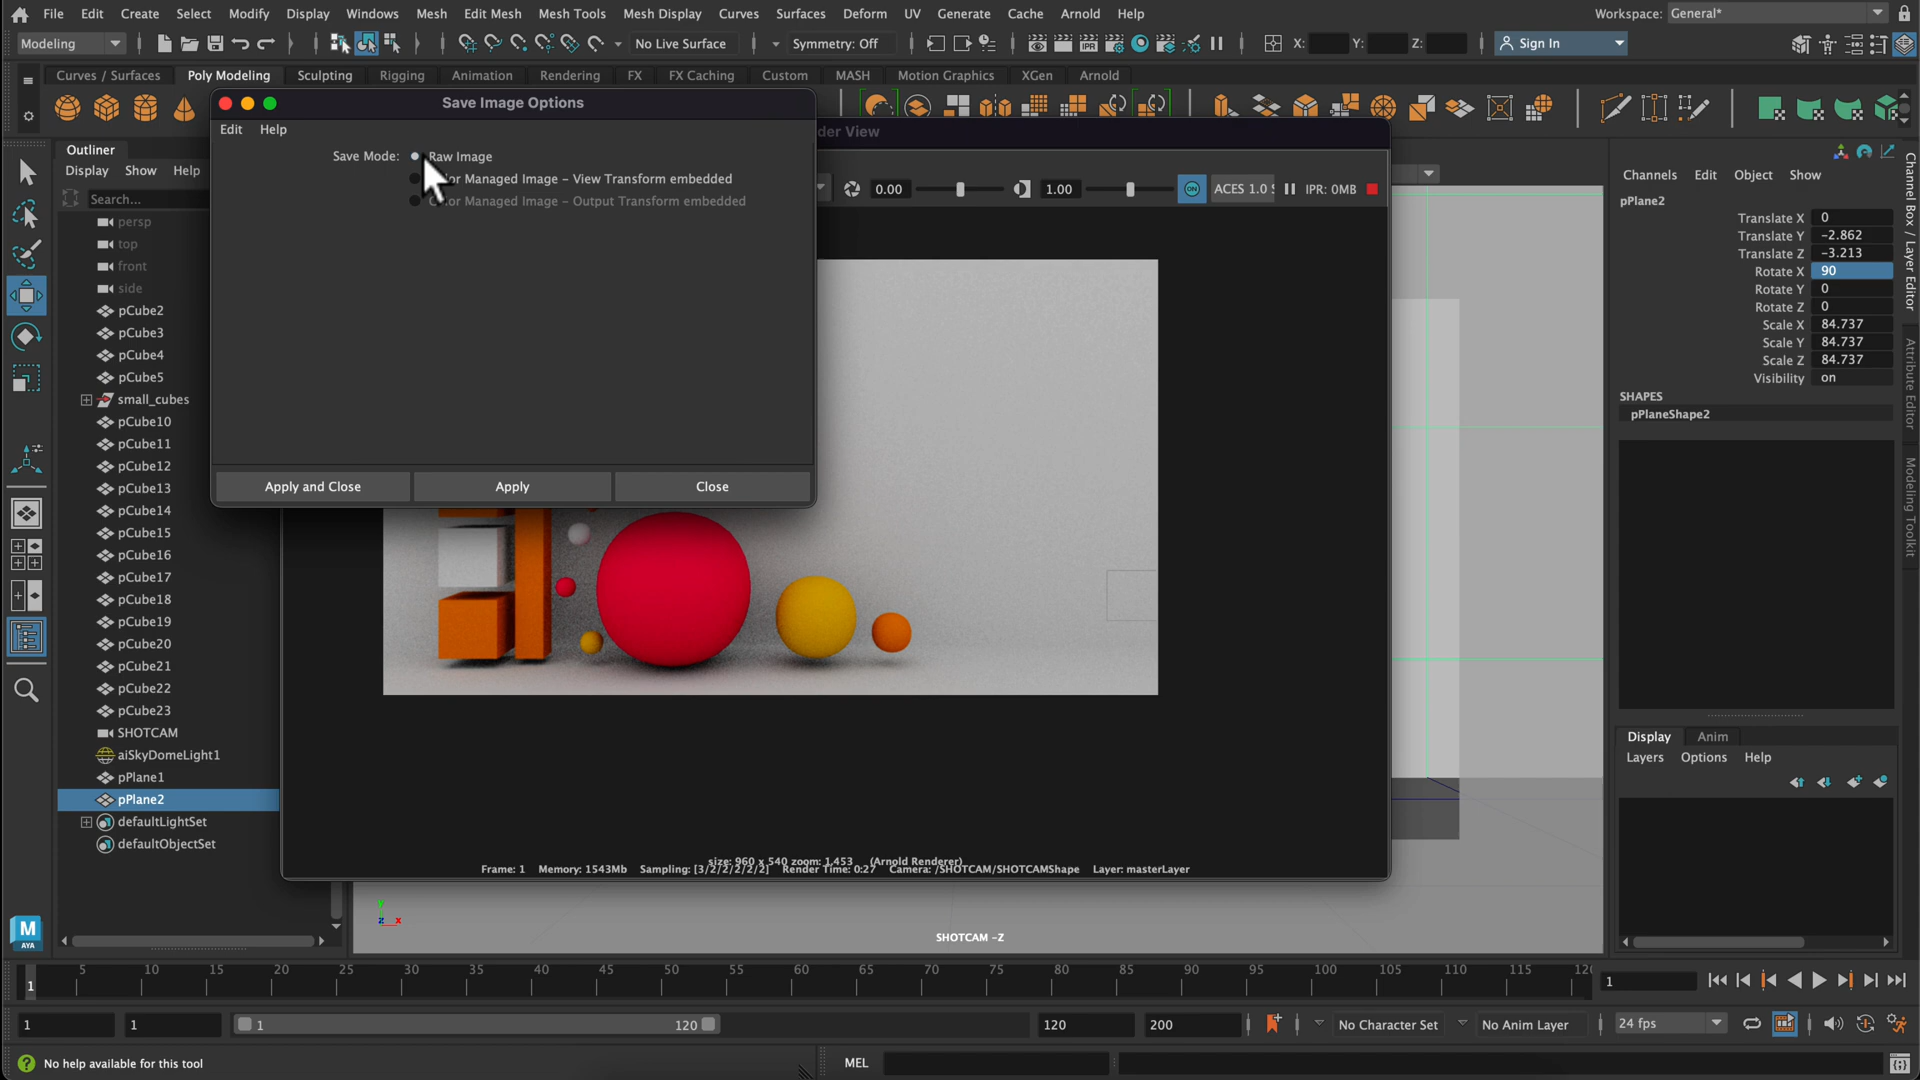 File Edit Create Select Modify Display Windows Mesh Edit Mesh Mesh Tools Mesh Display Curves Surfaces Deform UV Generate Cache Arnold Help
Workspace: General*
Modeling
No Live Surface
Symmetry: Off
X:
Y:
Z:
Sign In
Curves / Surfaces Poly Modeling Sculpting Rigging Animation Rendering FX FX Caching Custom MASH Motion Graphics XGen Arnold
Save Image Options
der View
Edit Help
Save Mode:
Raw Image
or Managed Image – View Transform embedded
Color Managed Image – Output Transform embedded
Apply and Close
Apply
Close
0.00
1.00
ON
ACES 1.0 S
IPR: 0MB
Outliner
Display Show Help
Search...
persp
top
front
side
pCube2
pCube3
pCube4
pCube5
small_cubes
pCube10
pCube11
pCube12
pCube13
pCube14
pCube15
pCube16
pCube17
pCube18
pCube19
pCube20
pCube21
pCube22
pCube23
SHOTCAM
aiSkyDomeLight1
pPlane1
pPlane2
defaultLightSet
defaultObjectSet
size: 960 x 540 zoom: 1.453 (Arnold Renderer)
Frame: 1 Memory: 1543Mb Sampling: [3/2/2/2/2/2] Render Time: 0:27 Camera: /SHOTCAM/SHOTCAMShape Layer: masterLayer
y
z
x
SHOTCAM -Z
Channels Edit Object Show
pPlane2
Translate X 0
Translate Y -2.862
Translate Z -3.213
Rotate X 90
Rotate Y 0
Rotate Z 0
Scale X 84.737
Scale Y 84.737
Scale Z 84.737
Visibility on
SHAPES
pPlaneShape2
Channel Box / Layer Editor
Attribute Editor
Modeling Toolkit
Display Anim
Layers Options Help
M
AYA
1
5 10 15 20 25 30 35 40 45 50 55 60 65 70 75 80 85 90 95 100 105 110 115 12
1
1
1
1
120
120
200
No Character Set
No Anim Layer
24 fps
No help available for this tool
MEL